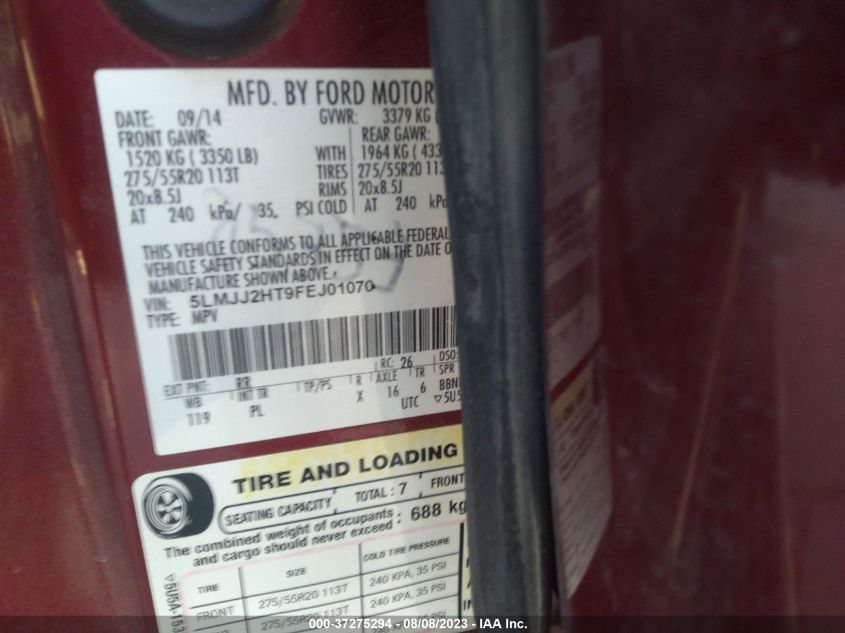 MFD. BY FORD MOTOR
DATE: 09/14 GVWR: 3379 KG (
FRONT GAWR: REAR GAWR:
1520 KG ( 3350 LB) WITH 1964 KG ( 433
275/55R20 113T TIRES 275/55R20 113
20x8.5J RIMS 20x8.5J
AT 240 kPa/ 35. PSI COLD AT 240 kPa
THIS VEHICLE CONFORMS TO ALL APPLICABLE FEDERAL
VEHICLE SAFETY STANDARDS IN EFFECT ON THE DATE O
MANUFACTURE SHOWN ABOVE.
VIN: 5LMJJ2HT9FEJ01070
TYPE: MPV
EXT PNT: RR RC: 26 DSO:
WB INT TR TP/PS R AXLE TR SPR
119 PL X 16 6 BBN
UTC ▽5U5
TIRE AND LOADING
SEATING CAPACITY TOTAL: 7 FRONT
The combined weight of occupants : 688 kg
and cargo should never exceed :
TIRE SIZE COLD TIRE PRESSURE
FRONT 275/55R20 113T 240 KPA, 35 PSI
275/55R20 113T 240 KPA, 35 PSI
000-37275294 - 08/08/2023 - IAA Inc.